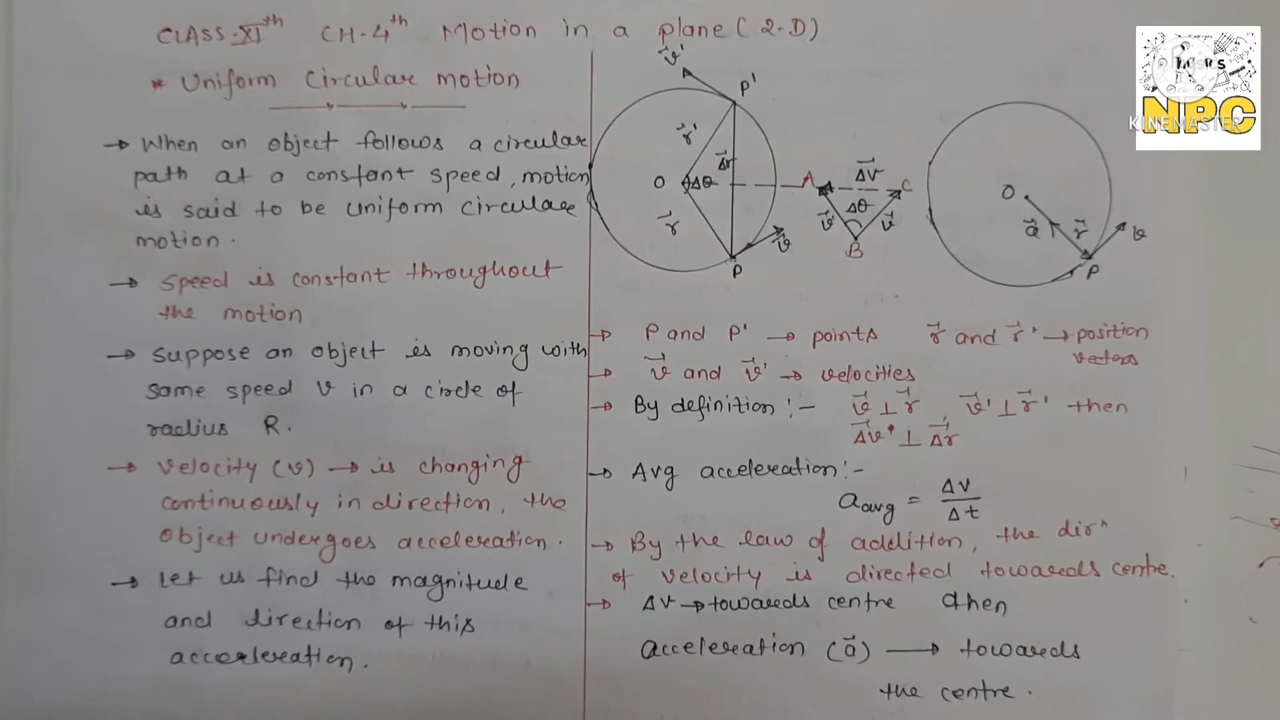 CLASS-XIth CH-4th Motion in a plane (2-D)
* Uniform Circular motion
→ When an object follows a circular
path at a constant speed, motion
is said to be uniform circular
motion.
→ Speed is constant throughout
the motion
→ Suppose an object is moving with
same speed v in a circle of
radius R.
→ Velocity (v) → is changing
continuously in direction, the
object undergoes acceleration.
→ Let us find the magnitude
and direction of this
accerleration.
v⃗'
P'
r⃗'
Δr⃗
O Δθ
r⃗
v⃗
P
A Δv⃗ C
Δθ
v⃗' v⃗
B
O
a⃗ r⃗ v
P
→ P and P' → points r⃗ and r⃗' → position
vectors
→ v⃗ and v⃗' → velocities
→ By definition :- v⃗ ⊥ r⃗ , v⃗' ⊥ r⃗' then
Δv⃗ ⊥ Δr⃗
→ Avg acceleration :-
a avg = Δv / Δt
→ By the law of addition, the dirⁿ
of velocity is directed towards centre.
→ Δv → towards centre then
acceleration (a⃗) → towards
the centre.
Physics
NPC
KINEMASTER